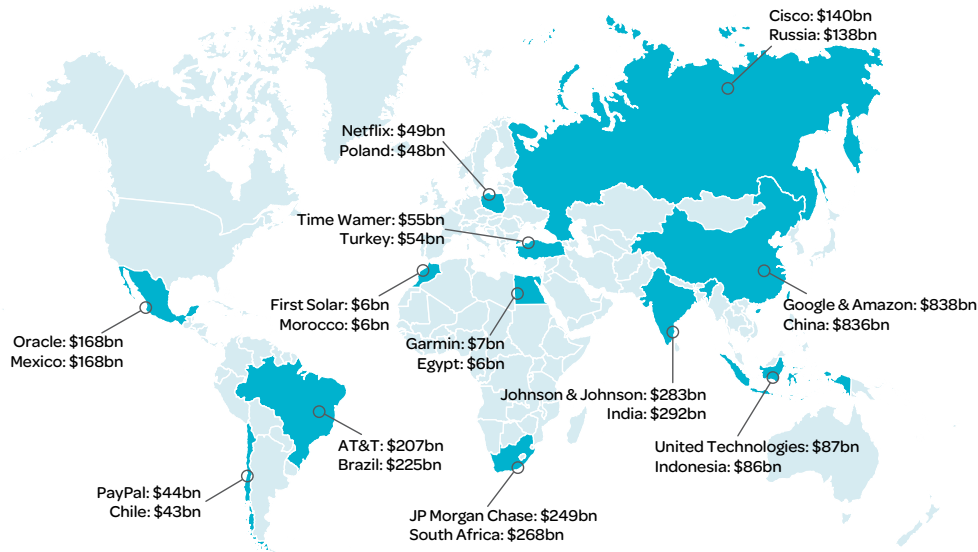 Cisco: $140bn
Russia: $138bn
Netflix: $49bn
Poland: $48bn
Time Wamer: $55bn
Turkey: $54bn
First Solar: $6bn
Morocco: $6bn
Garmin: $7bn
Egypt: $6bn
Google & Amazon: $838bn
China: $836bn
Oracle: $168bn
Mexico: $168bn
Johnson & Johnson: $283bn
India: $292bn
AT&T: $207bn
Brazil: $225bn
United Technologies: $87bn
Indonesia: $86bn
PayPal: $44bn
Chile: $43bn
JP Morgan Chase: $249bn
South Africa: $268bn